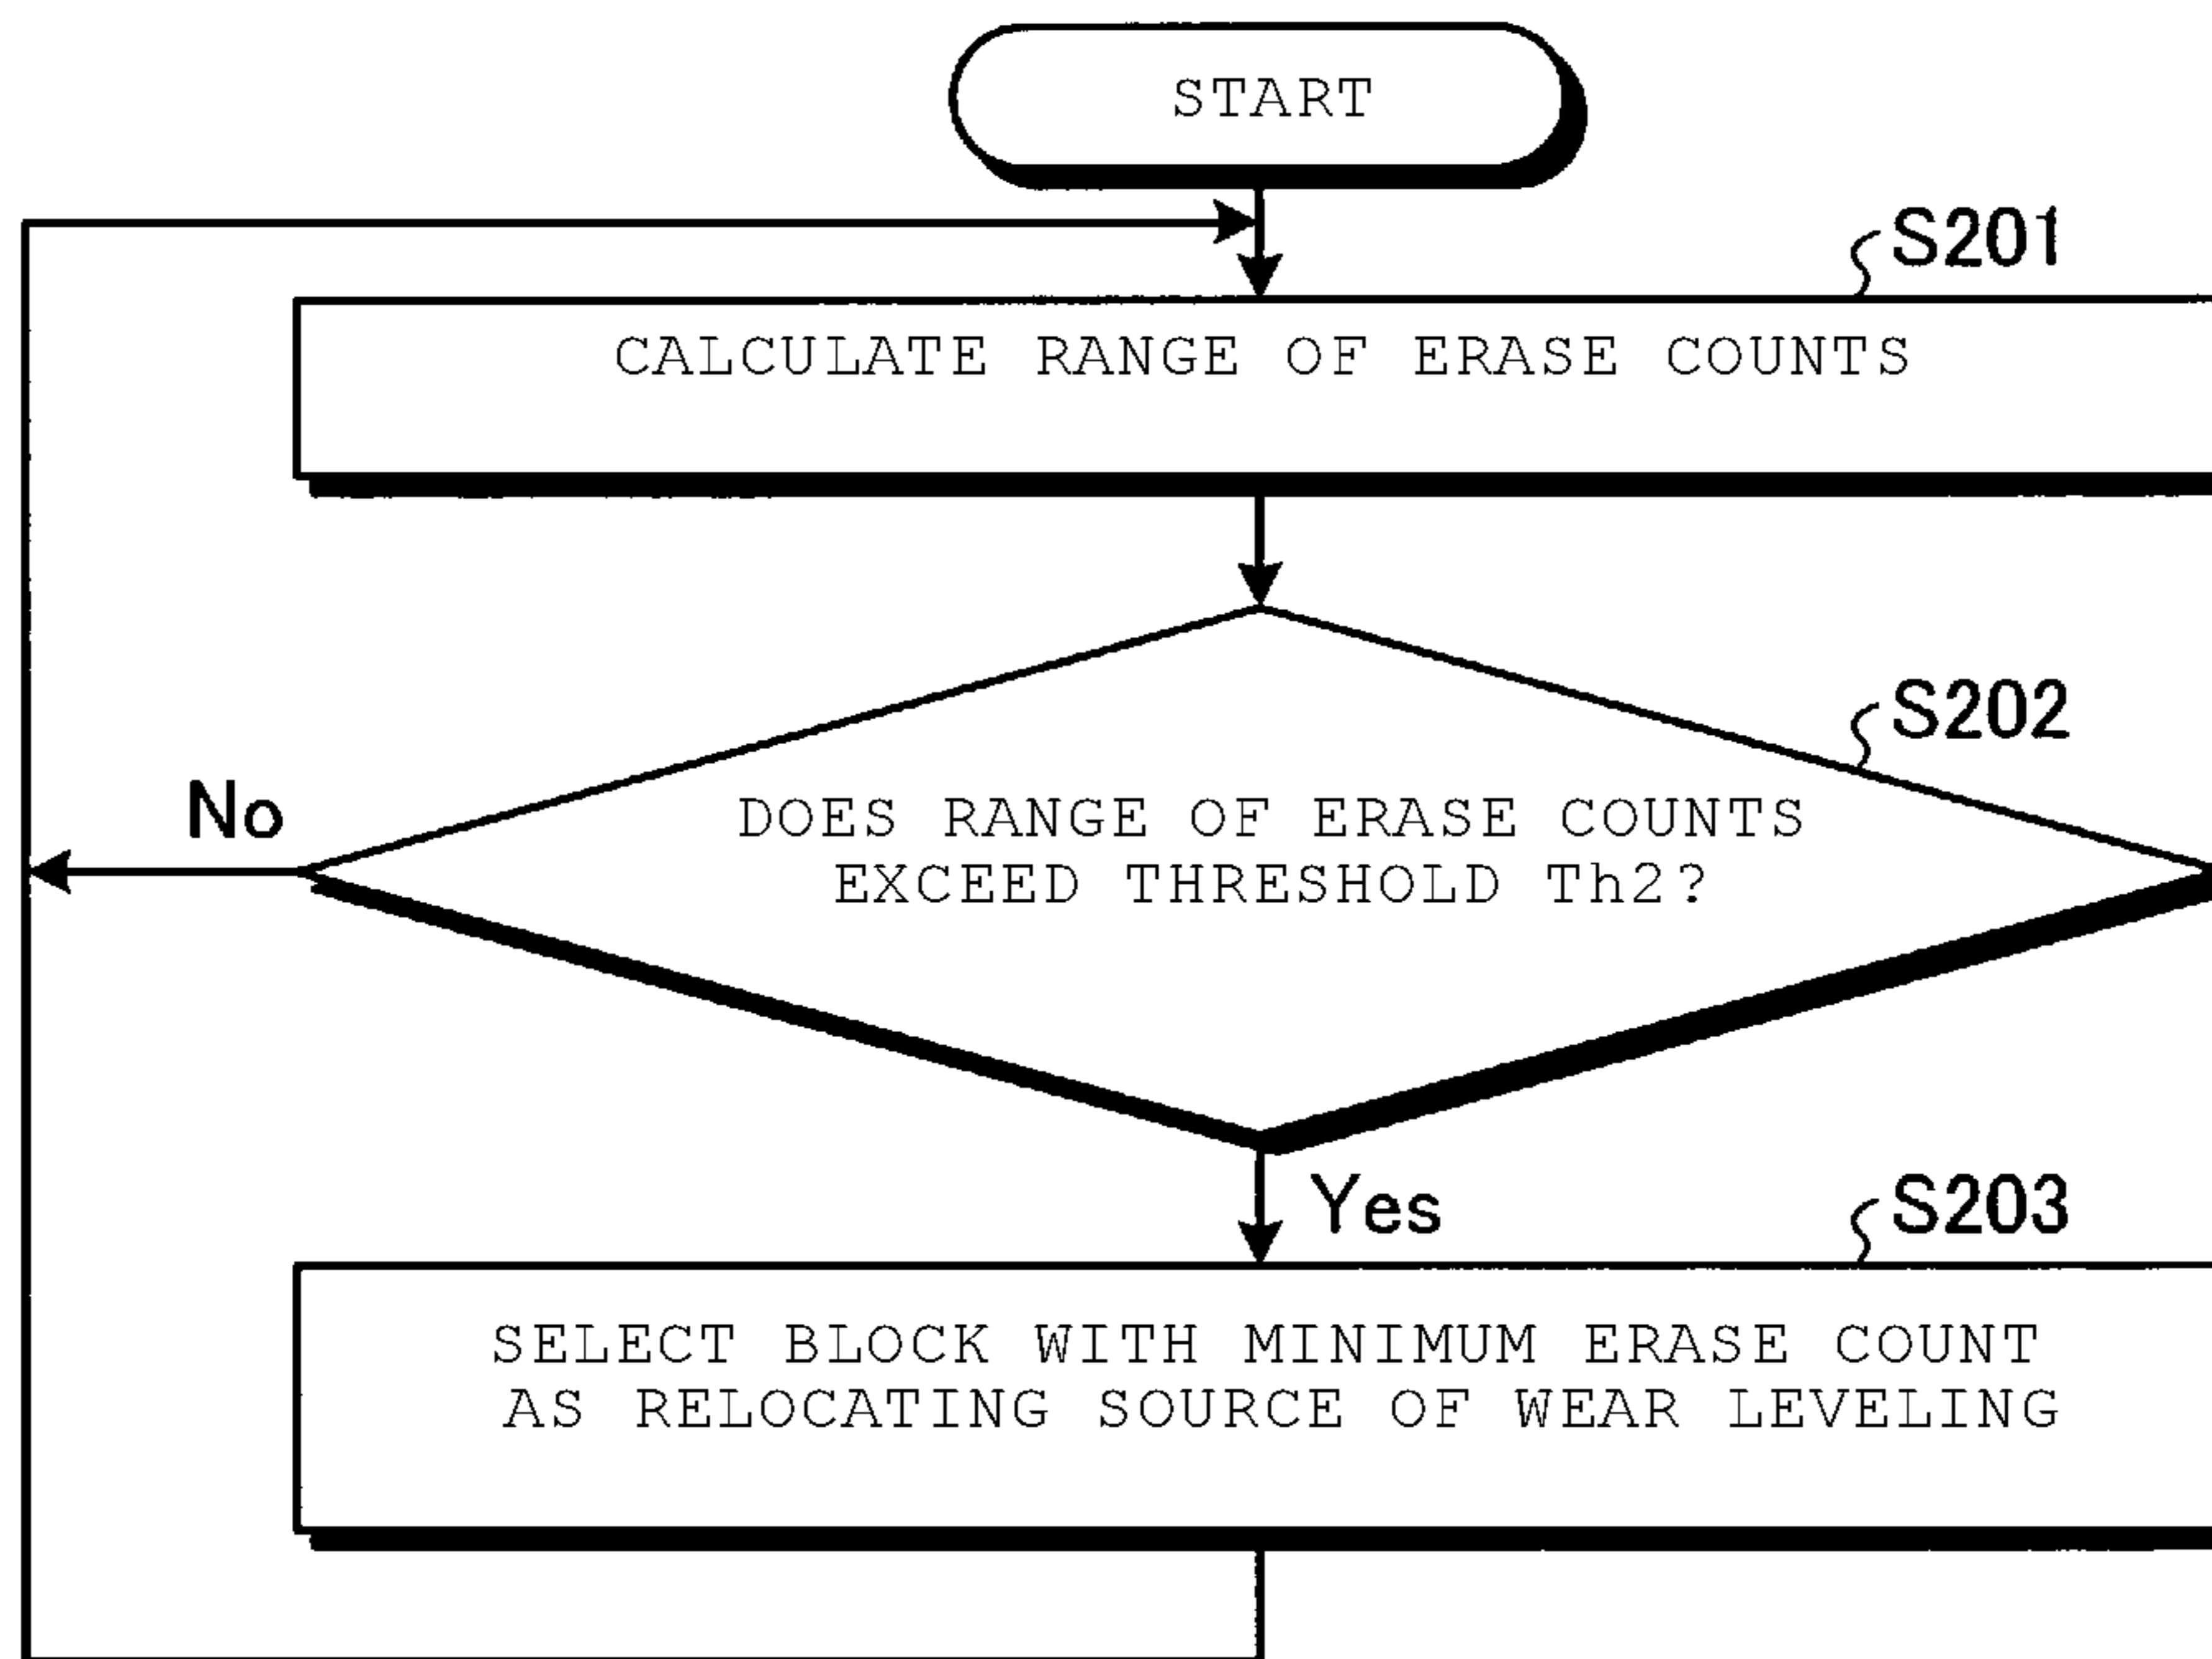 START
S201
CALCULATE RANGE OF ERASE COUNTS
S202
No
DOES RANGE OF ERASE COUNTS
EXCEED THRESHOLD Th2?
Yes
S203
SELECT BLOCK WITH MINIMUM ERASE COUNT
AS RELOCATING SOURCE OF WEAR LEVELING